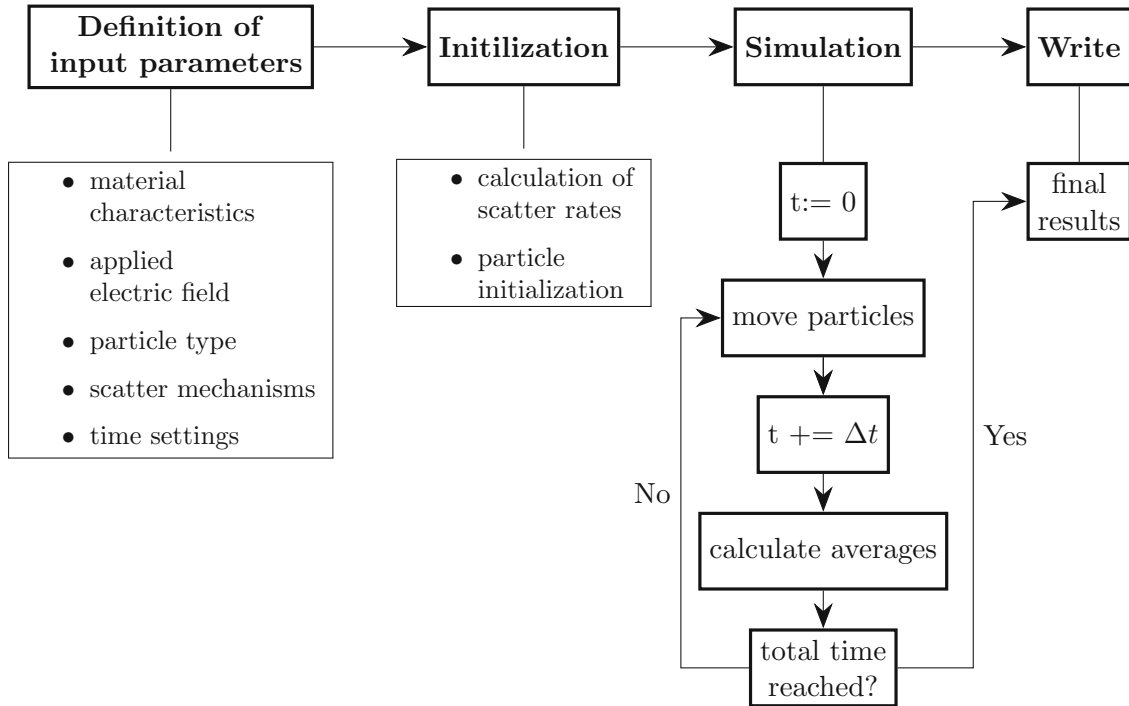 Definition of
input parameters
Initilization
Simulation
Write
• material
characteristics
• applied
electric field
• particle type
• scatter mechanisms
• time settings
• calculation of
scatter rates
• particle
initialization
t:= 0
move particles
t += Δt
calculate averages
total time
reached?
No
Yes
final
results